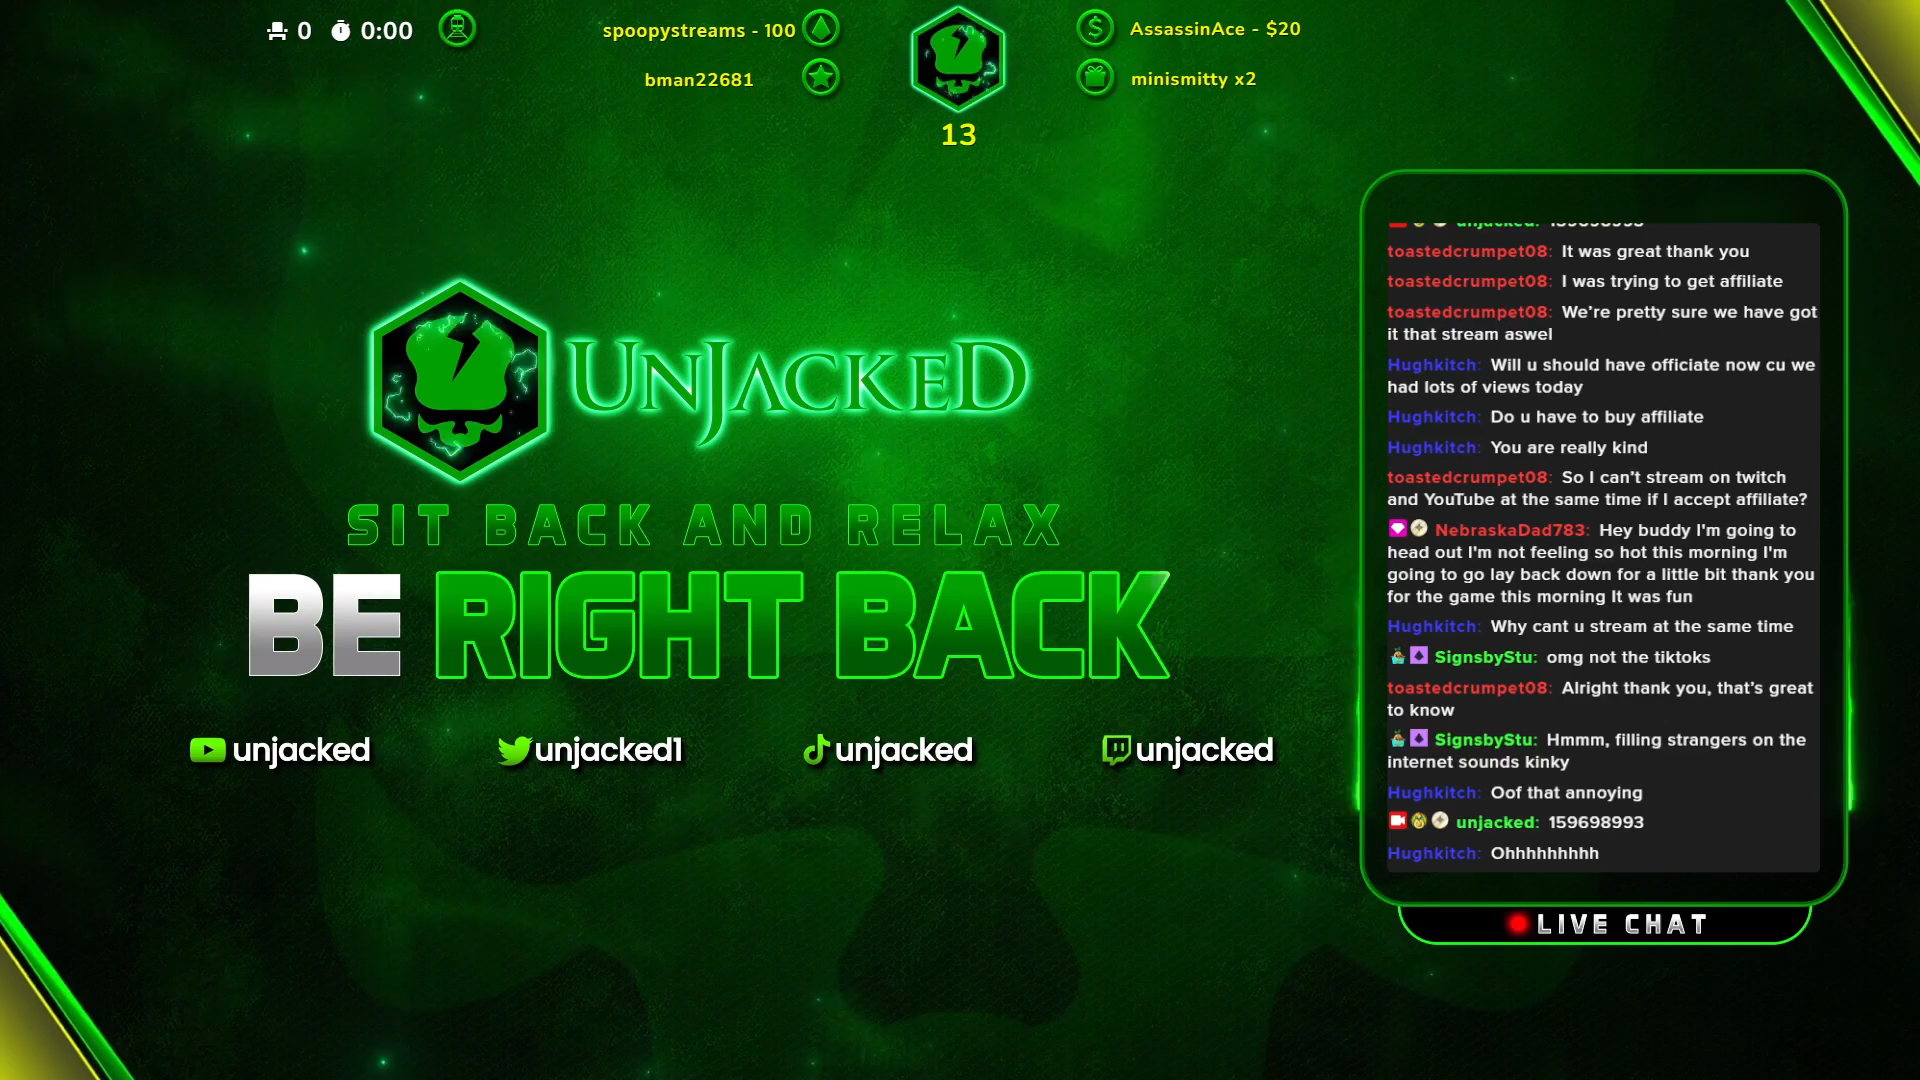 0 0:00
spoopystreams - 100
AssassinAce - $20
bman22681
minismitty x2
13
UNJACKED
SIT BACK AND RELAX
BE RIGHT BACK
unjacked
unjacked1
unjacked
unjacked
unjacked: 159698993
toastedcrumpet08: It was great thank you
toastedcrumpet08: I was trying to get affiliate
toastedcrumpet08: We’re pretty sure we have got
it that stream aswel
Hughkitch: Will u should have officiate now cu we
had lots of views today
Hughkitch: Do u have to buy affiliate
Hughkitch: You are really kind
toastedcrumpet08: So I can’t stream on twitch
and YouTube at the same time if I accept affiliate?
NebraskaDad783: Hey buddy I'm going to
head out I'm not feeling so hot this morning I'm
going to go lay back down for a little bit thank you
for the game this morning It was fun
Hughkitch: Why cant u stream at the same time
SignsbyStu: omg not the tiktoks
toastedcrumpet08: Alright thank you, that’s great
to know
SignsbyStu: Hmmm, filling strangers on the
internet sounds kinky
Hughkitch: Oof that annoying
unjacked: 159698993
Hughkitch: Ohhhhhhhhh
LIVE CHAT